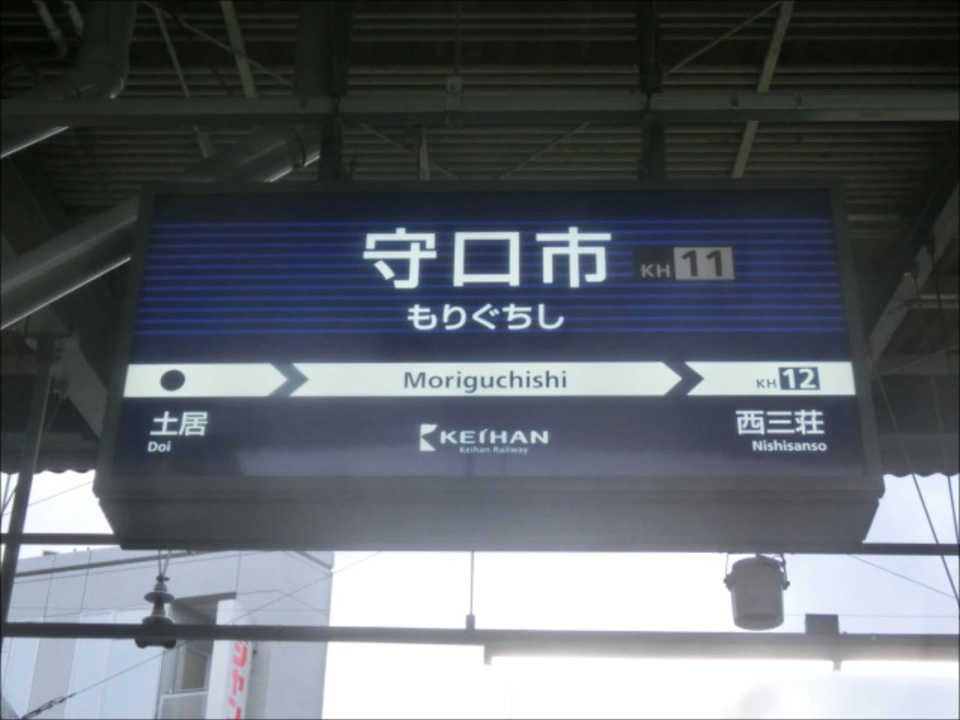 守口市 KH 11
もりぐちし
Moriguchishi KH 12
土居 西三荘
Doi Nishisanso
KEIHAN
Keihan Railway